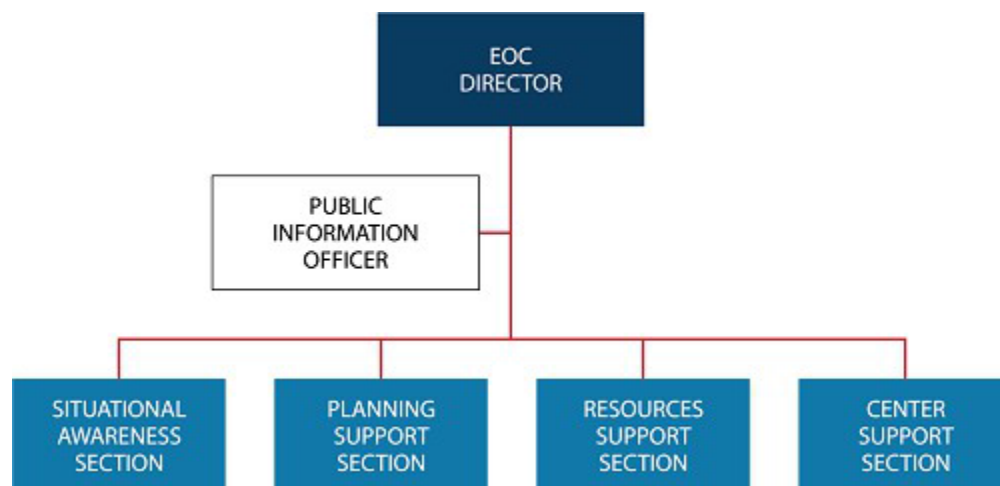 EOC
DIRECTOR
PUBLIC
INFORMATION
OFFICER
SITUATIONAL
AWARENESS
SECTION
PLANNING
SUPPORT
SECTION
RESOURCES
SUPPORT
SECTION
CENTER
SUPPORT
SECTION